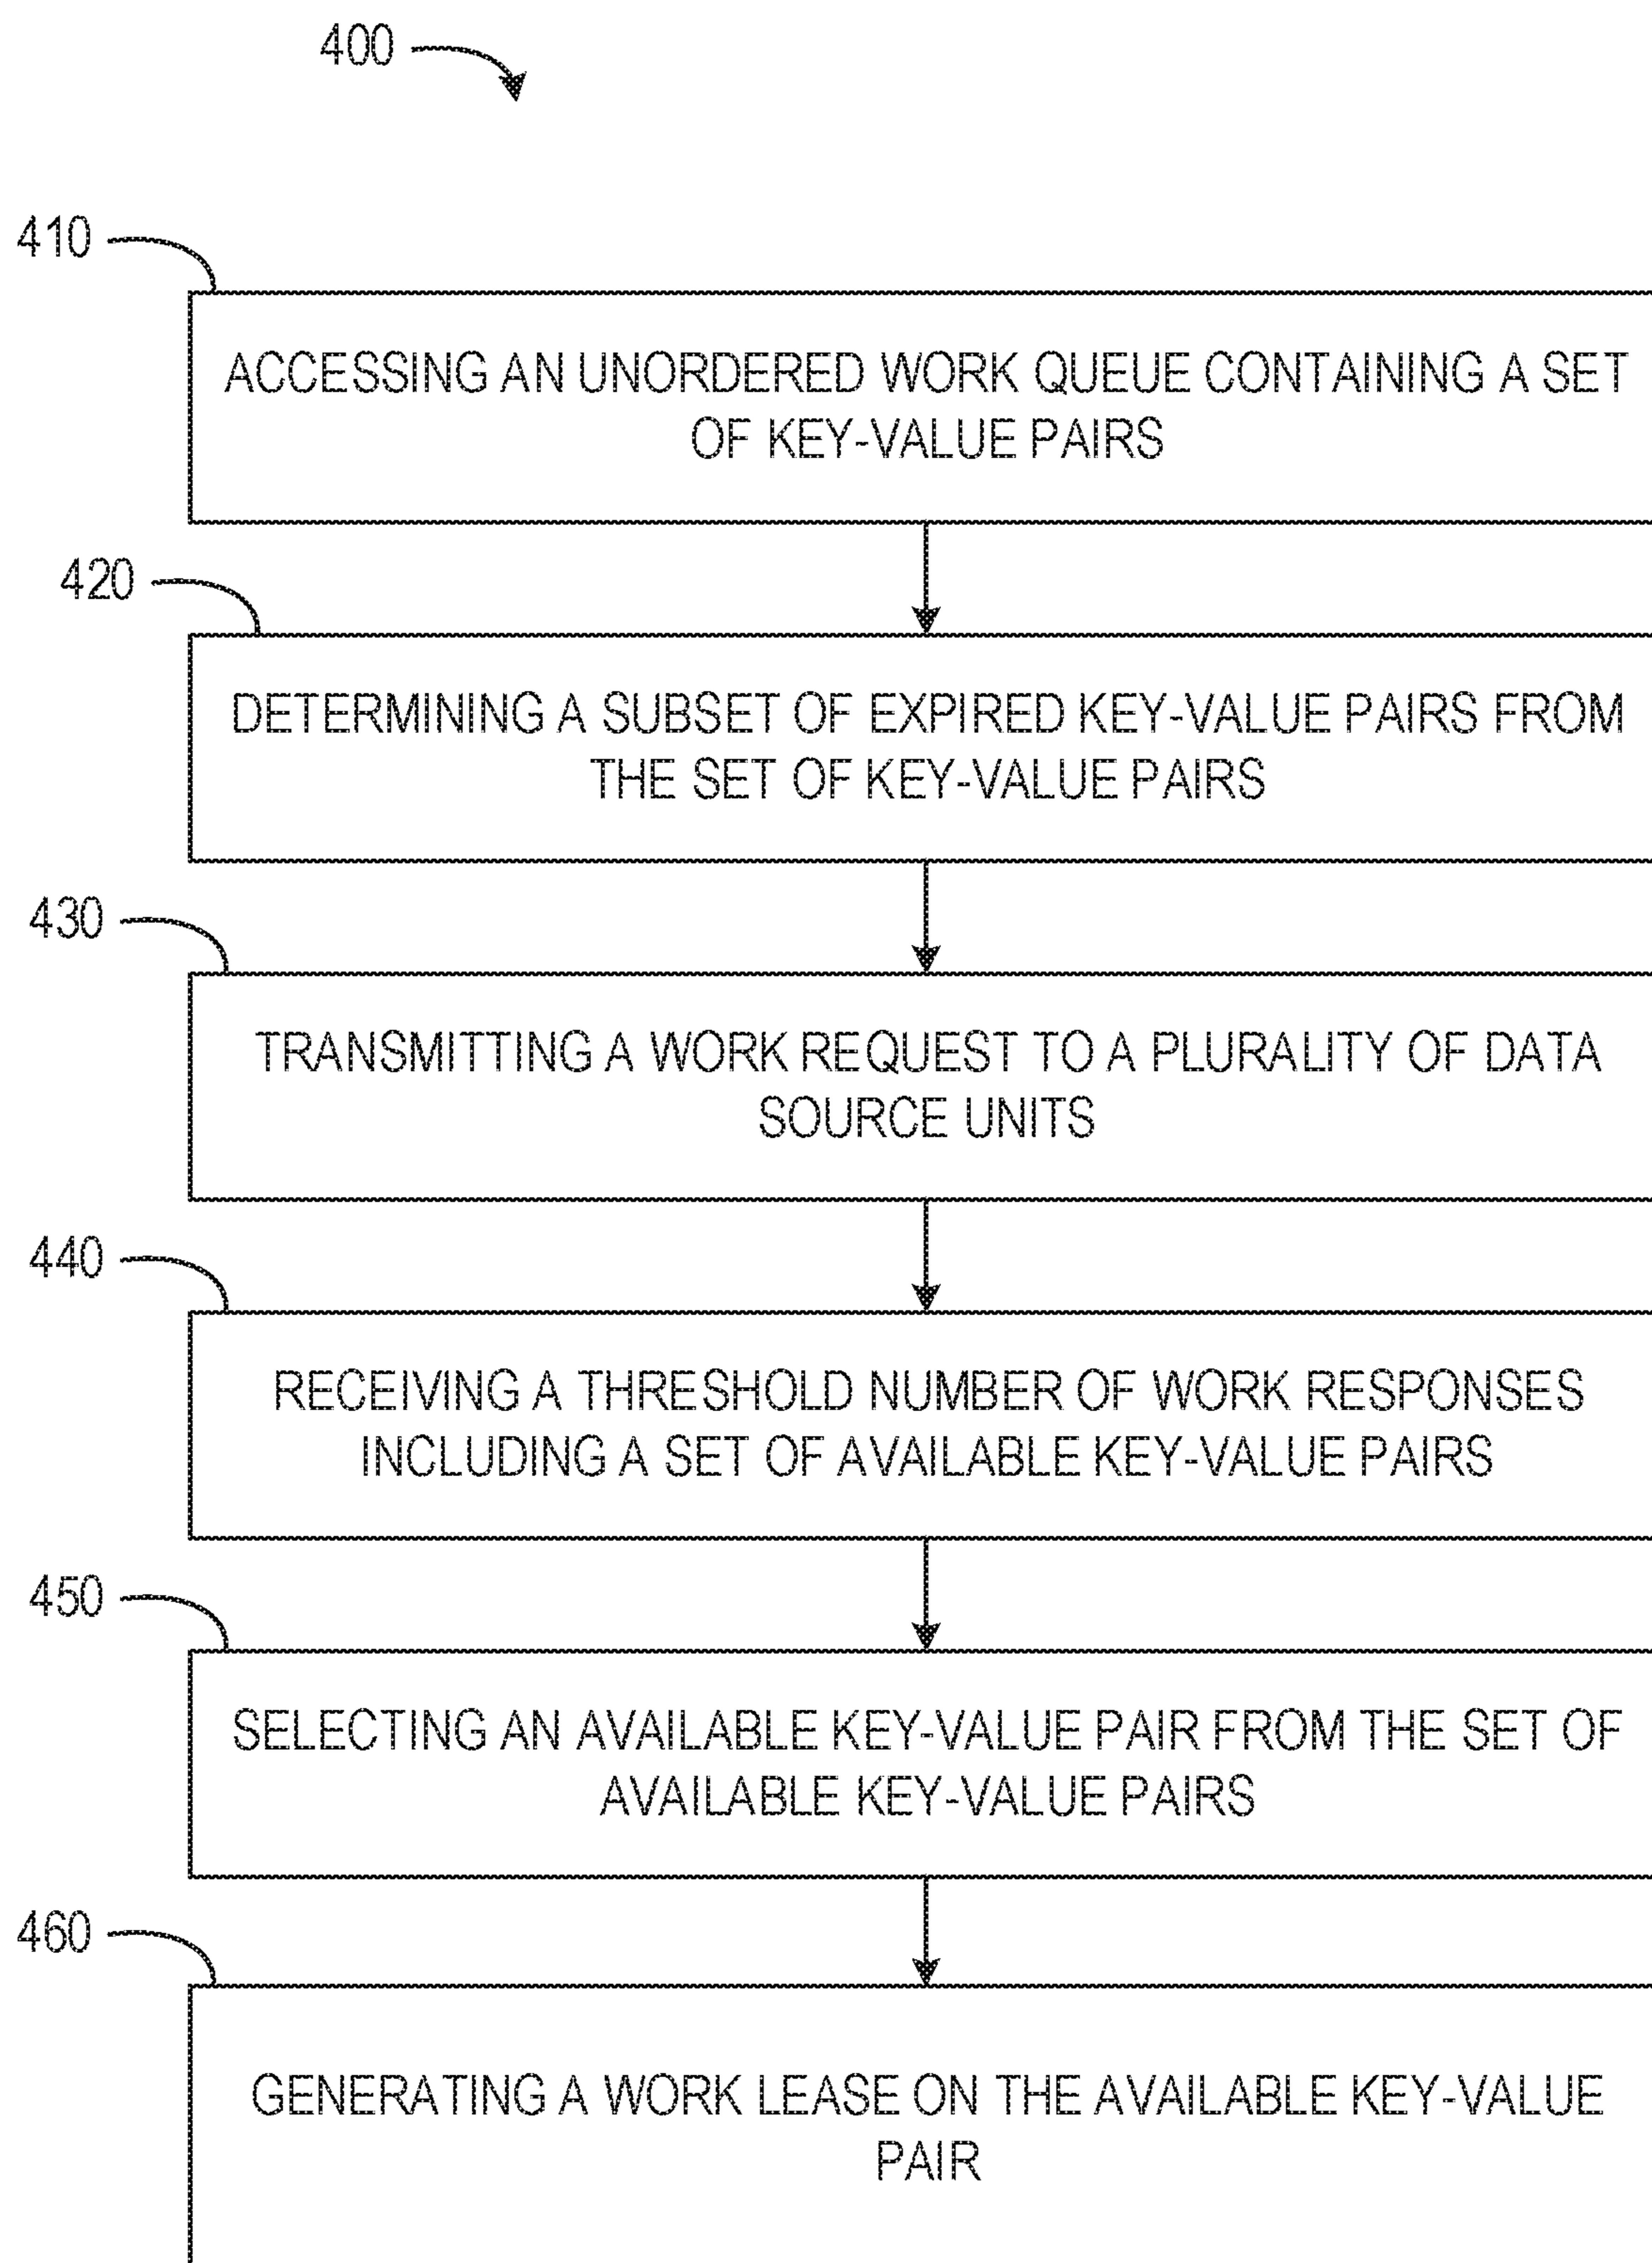 400
410
ACCESSING AN UNORDERED WORK QUEUE CONTAINING A SET
OF KEY-VALUE PAIRS
420
DETERMINING A SUBSET OF EXPIRED KEY-VALUE PAIRS FROM
THE SET OF KEY-VALUE PAIRS
430
TRANSMITTING A WORK REQUEST TO A PLURALITY OF DATA
SOURCE UNITS
440
RECEIVING A THRESHOLD NUMBER OF WORK RESPONSES
INCLUDING A SET OF AVAILABLE KEY-VALUE PAIRS
450
SELECTING AN AVAILABLE KEY-VALUE PAIR FROM THE SET OF
AVAILABLE KEY-VALUE PAIRS
460
GENERATING A WORK LEASE ON THE AVAILABLE KEY-VALUE
PAIR